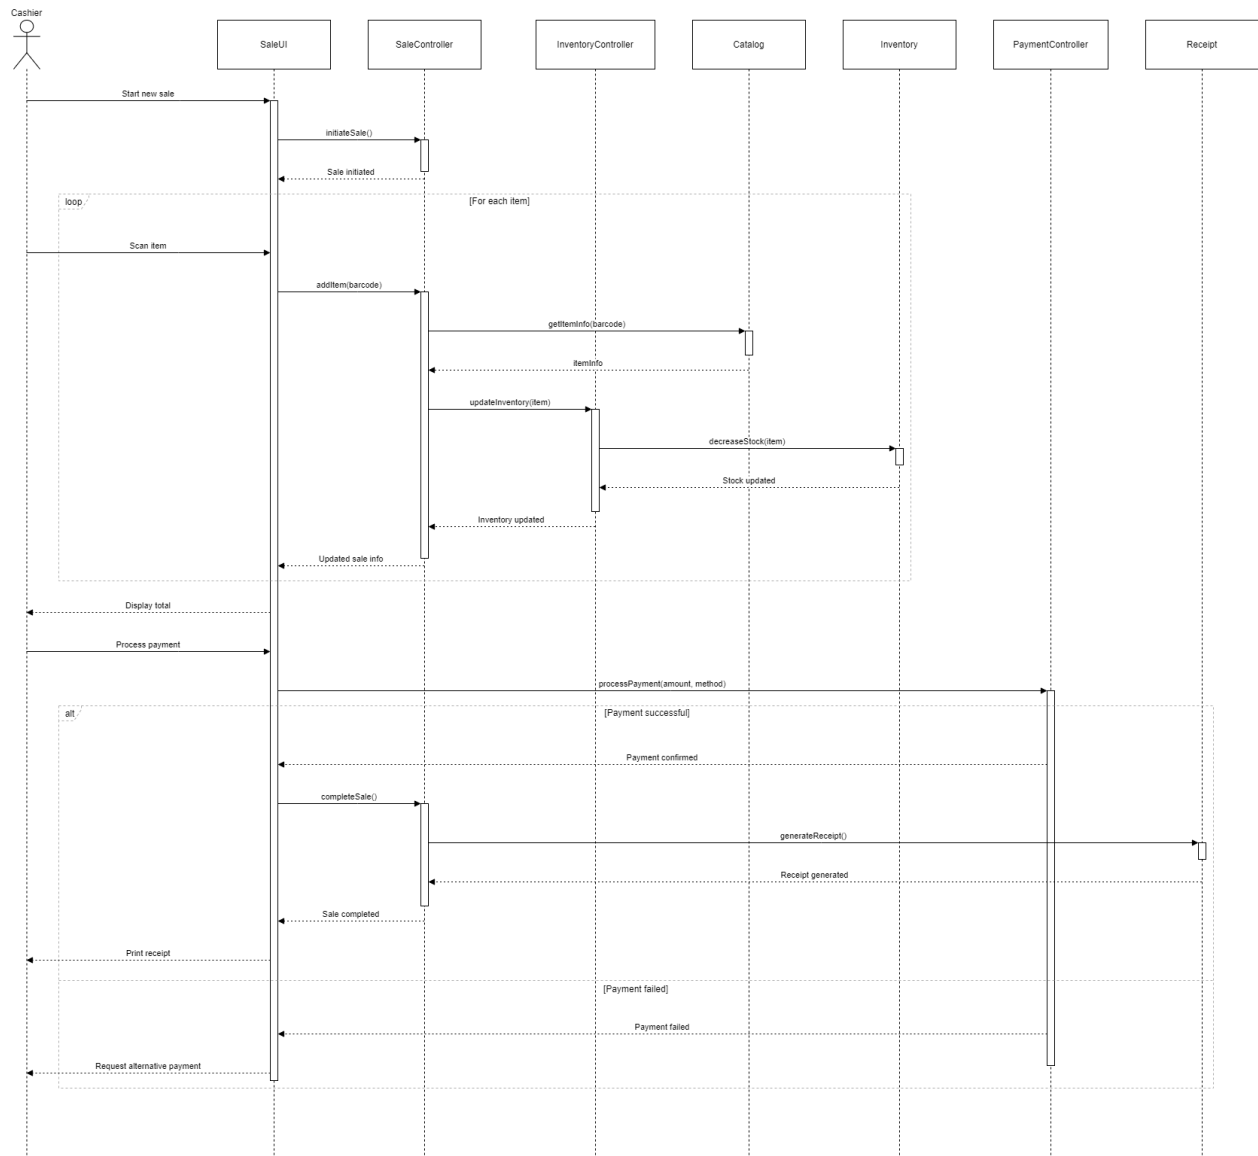 Cashier
SaleUI
SaleController
InventoryController
Catalog
Inventory
PaymentController
Receipt
Start new sale
initiateSale()
Sale initiated
loop
[For each item]
Scan item
addItem(barcode)
getItemInfo(barcode)
itemInfo
updateInventory(item)
decreaseStock(item)
Stock updated
Inventory updated
Updated sale info
Display total
Process payment
processPayment(amount, method)
alt
[Payment successful]
Payment confirmed
completeSale()
generateReceipt()
Receipt generated
Sale completed
Print receipt
[Payment failed]
Payment failed
Request alternative payment